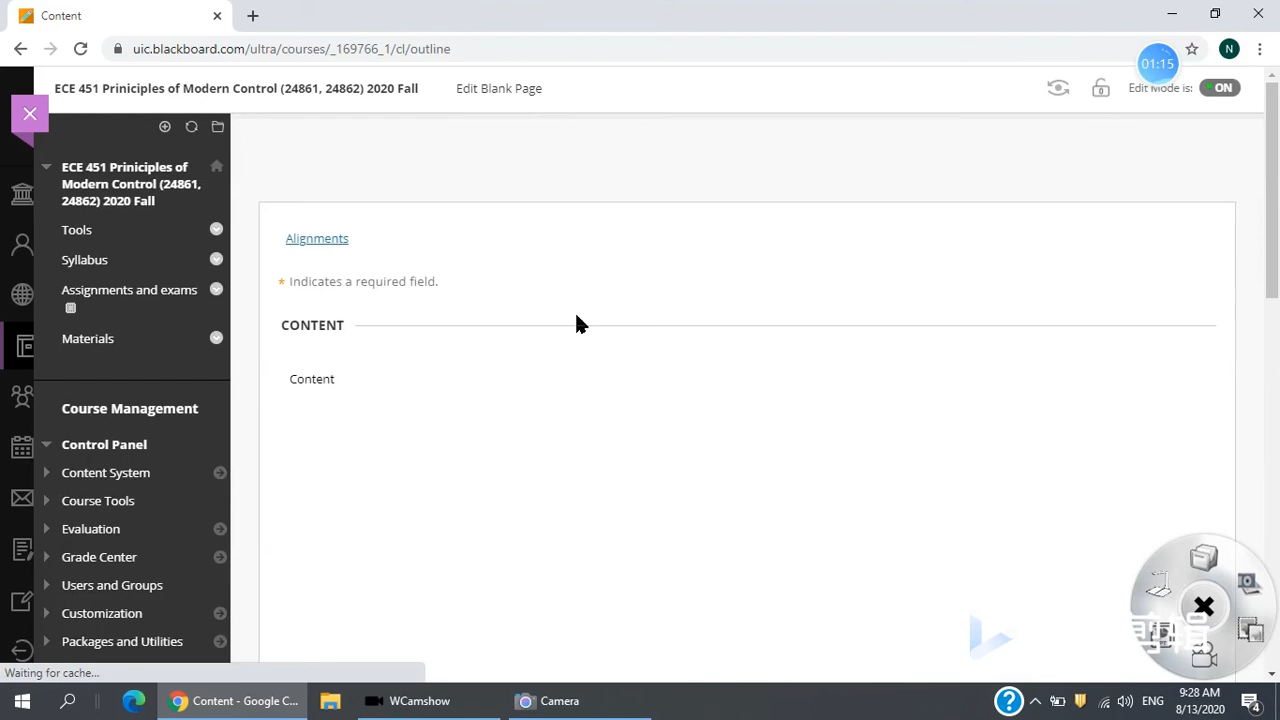 Content
uic.blackboard.com/ultra/courses/_169766_1/cl/outline
N
01:15
ECE 451 Priniciples of Modern Control (24861, 24862) 2020 Fall
Edit Blank Page
Edit Mode is:
ON
ECE 451 Priniciples of
Modern Control (24861,
24862) 2020 Fall
Tools
Syllabus
Assignments and exams
Materials
Course Management
Control Panel
Content System
Course Tools
Evaluation
Grade Center
Users and Groups
Customization
Packages and Utilities
Alignments
* Indicates a required field.
CONTENT
Content
Waiting for cache...
Content - Google C...
WCamshow
Camera
ENG
9:28 AM
8/13/2020
4